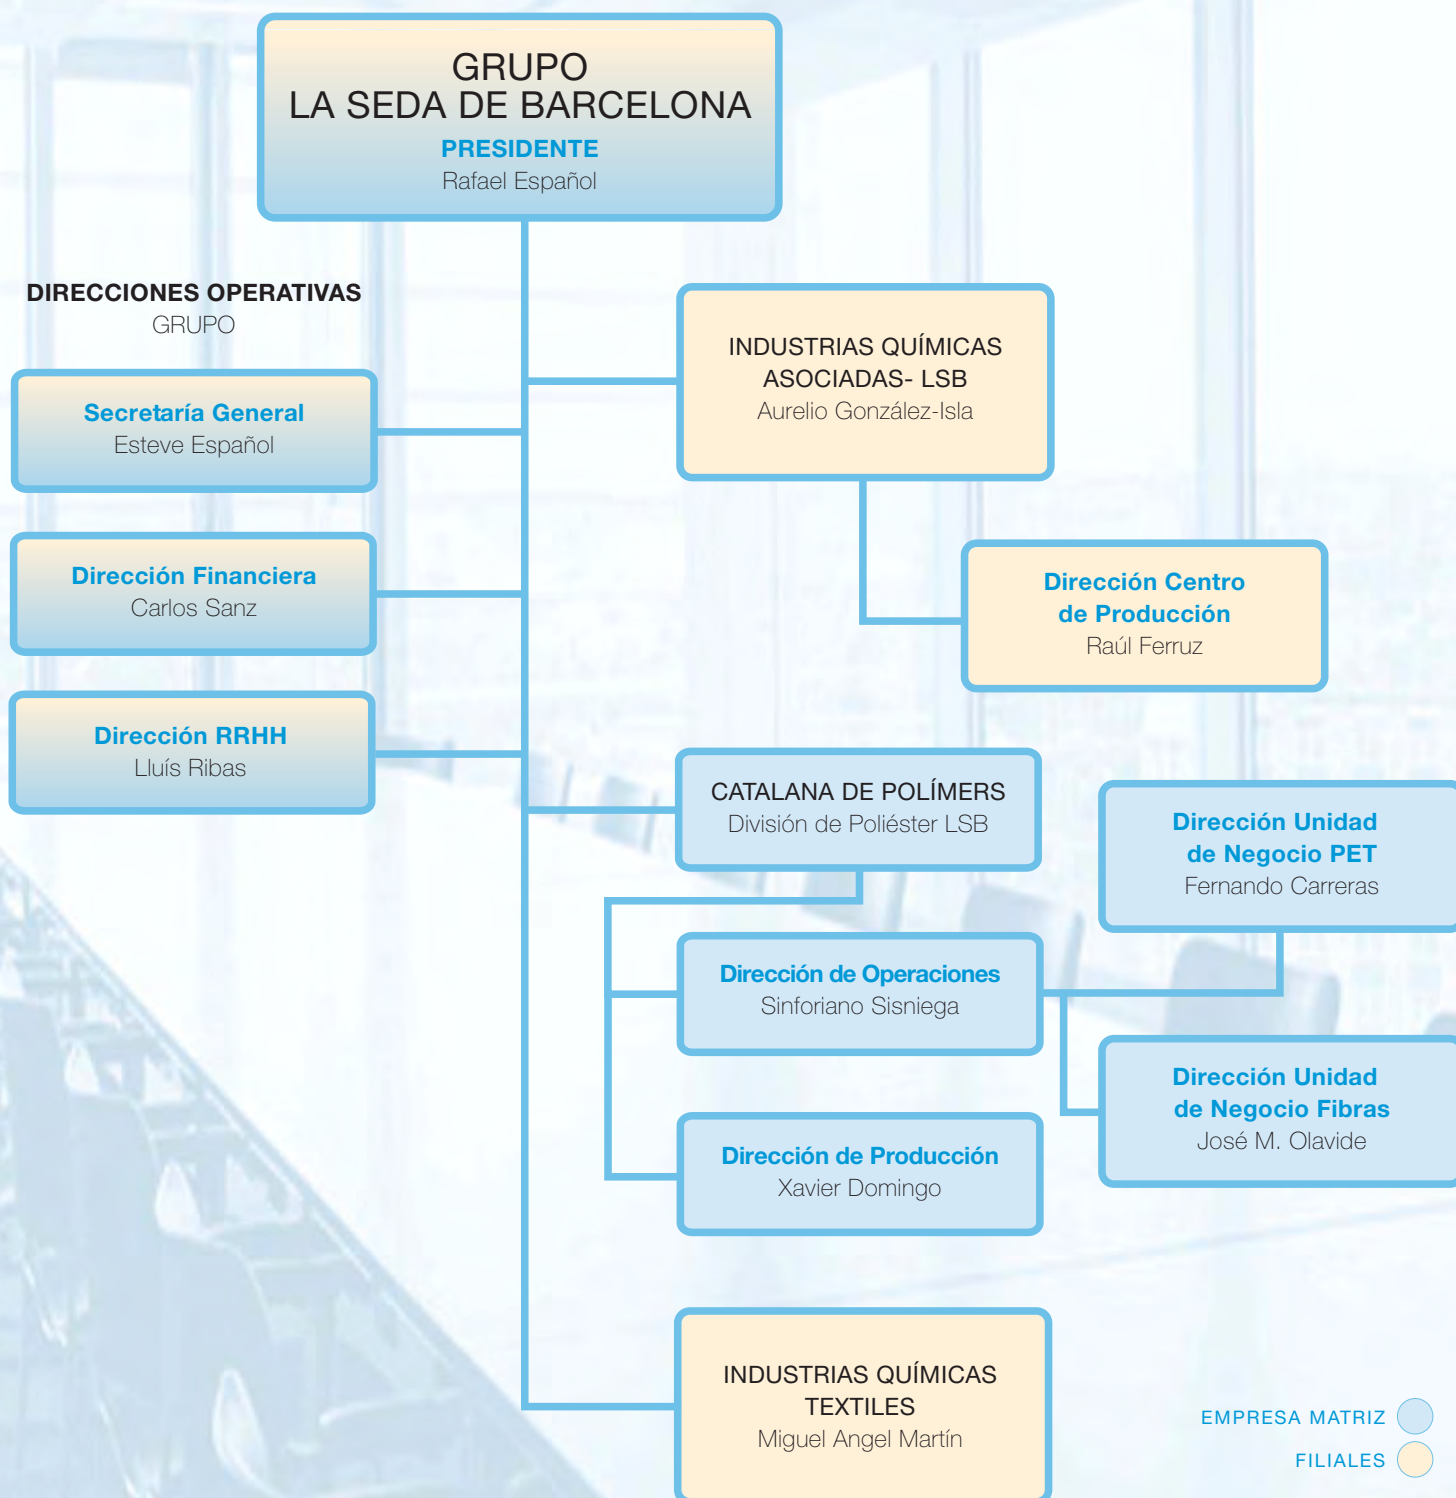 GRUPO
LA SEDA DE BARCELONA
PRESIDENTE
Rafael Español
DIRECCIONES OPERATIVAS
GRUPO
Secretaría General
Esteve Español
Dirección Financiera
Carlos Sanz
Dirección RRHH
Lluís Ribas
INDUSTRIAS QUÍMICAS
ASOCIADAS- LSB
Aurelio González-Isla
Dirección Centro
de Producción
Raúl Ferruz
CATALANA DE POLÍMERS
División de Poliéster LSB
Dirección de Operaciones
Sinforiano Sisniega
Dirección Unidad
de Negocio PET
Fernando Carreras
Dirección Unidad
de Negocio Fibras
José M. Olavide
Dirección de Producción
Xavier Domingo
INDUSTRIAS QUÍMICAS
TEXTILES
Miguel Angel Martín
EMPRESA MATRIZ
FILIALES